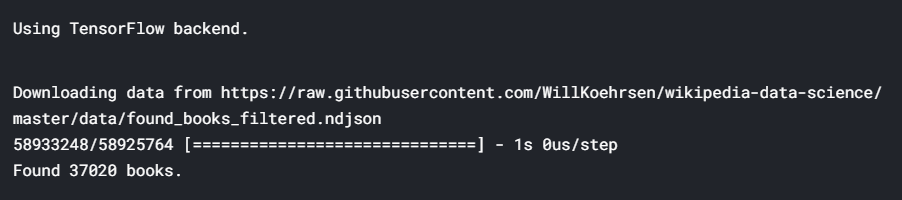 Using TensorFlow backend.
Downloading data from https://raw.githubusercontent.com/WillKoehrsen/wikipedia-data-science/
master/data/found_books_filtered.ndjson
58933248/58925764 [==============================] - 1s 0us/step
Found 37020 books.